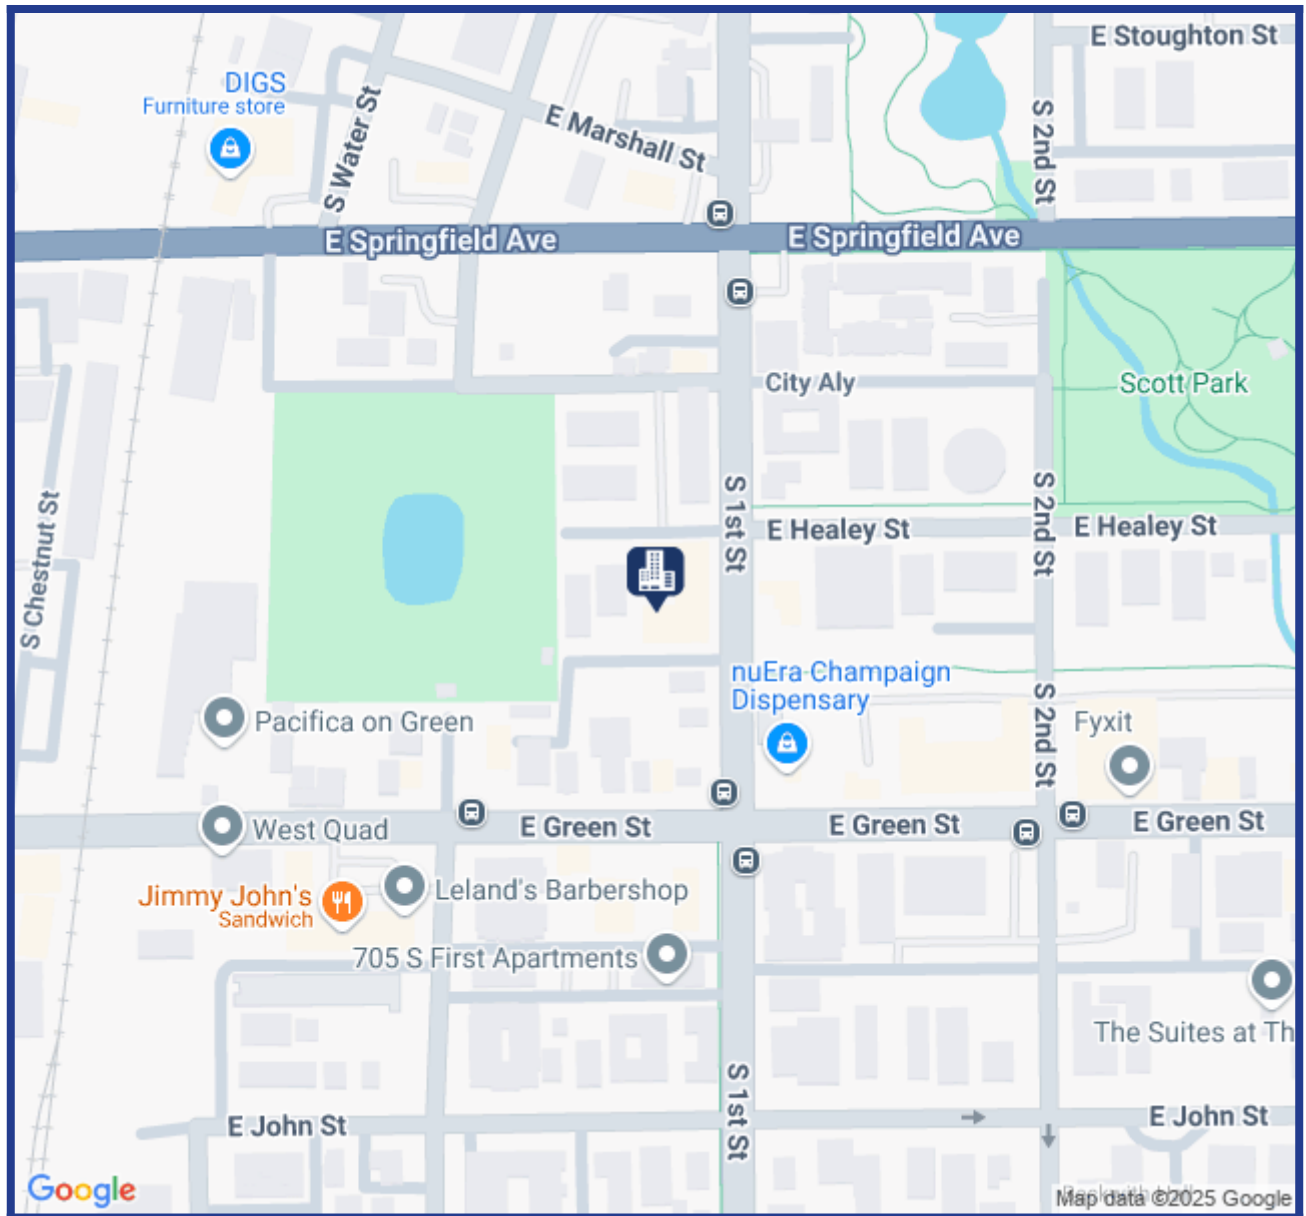 E Stoughton St
DIGS
Furniture store
S Water St
E Marshall St
S 2nd St
E Springfield Ave
E Springfield Ave
City Aly
Scott Park
S Chestnut St
S 1st St
S 2nd St
E Healey St
E Healey St
nuEra Champaign
Dispensary
S 2nd St
Pacifica on Green
Fyxit
West Quad
E Green St
E Green St
E Green St
Jimmy John's
Sandwich
Leland's Barbershop
705 S First Apartments
The Suites at Th
S 1st St
E John St
E John St
Google
Map data ©2025 Google